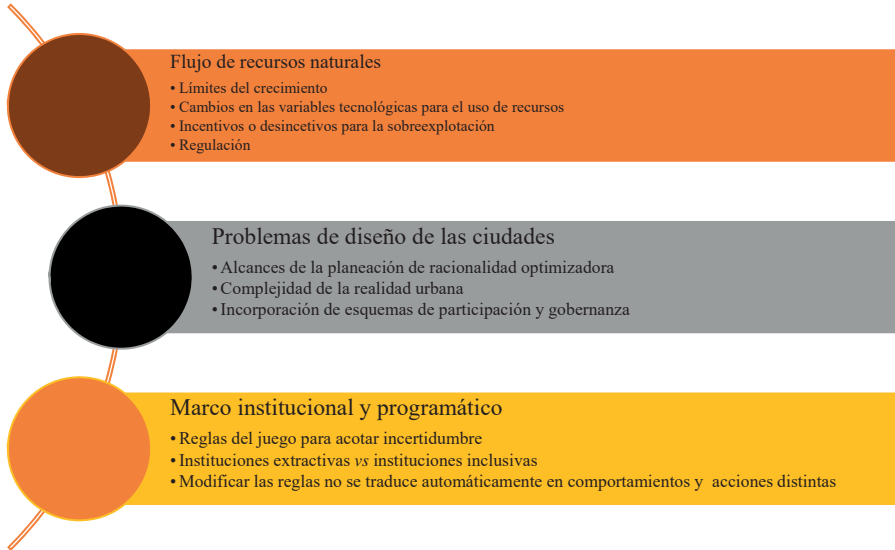 Flujo de recursos naturales
• Límites del crecimiento
• Cambios en las variables tecnológicas para el uso de recursos
• Incentivos o desincetivos para la sobreexplotación
• Regulación
Problemas de diseño de las ciudades
• Alcances de la planeación de racionalidad optimizadora
• Complejidad de la realidad urbana
• Incorporación de esquemas de participación y gobernanza
Marco institucional y programático
• Reglas del juego para acotar incertidumbre
• Instituciones extractivas vs instituciones inclusivas
• Modificar las reglas no se traduce automáticamente en comportamientos y acciones distintas